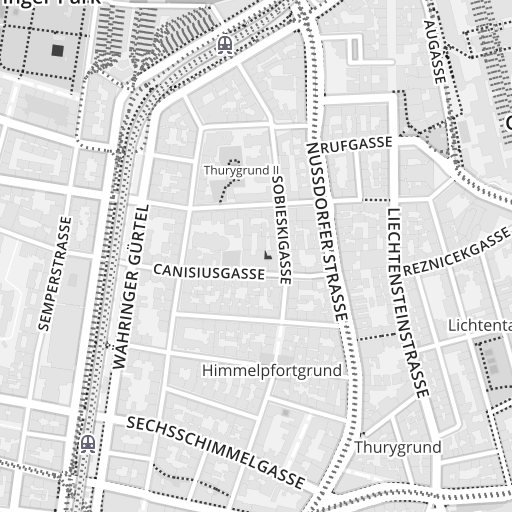 AUGASSE
RUFGASSE
NUSSDORFER STRASSE
Thurygrund II
SOBIESKIGASSE
LIECHTENSTEINSTRASSE
REZNICEKGASSE
SEMPERSTRASSE
WÄHRINGER GÜRTEL
CANISIUSGASSE
Himmelpfortgrund
SECHSSCHIMMELGASSE
Thurygrund